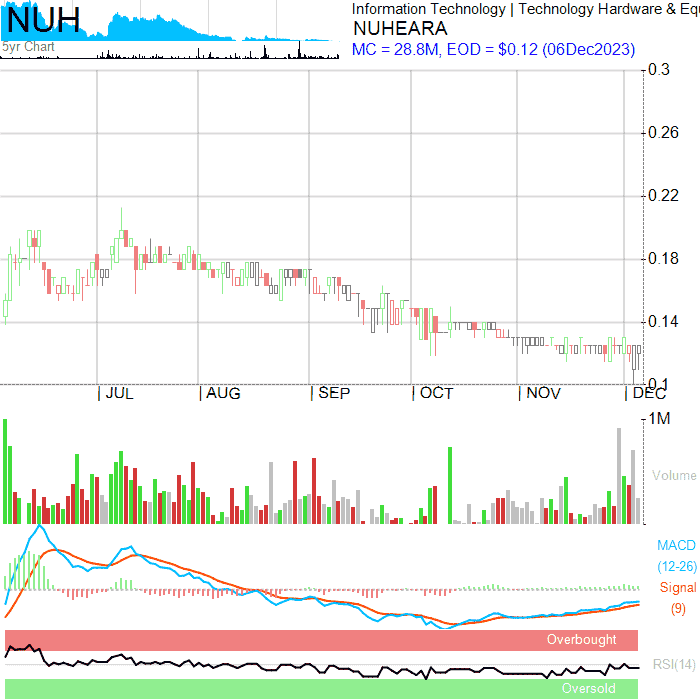 NUH
5yr Chart
Information Technology | Technology Hardware & Equ
NUHEARA
MC = 28.8M, EOD = $0.12 (06Dec2023)
0.3
0.26
0.22
0.18
0.14
0.1
| JUL | AUG | SEP | OCT | NOV | DEC
1M
Volume
MACD
(12-26)
Signal
(9)
Overbought
RSI(14)
Oversold